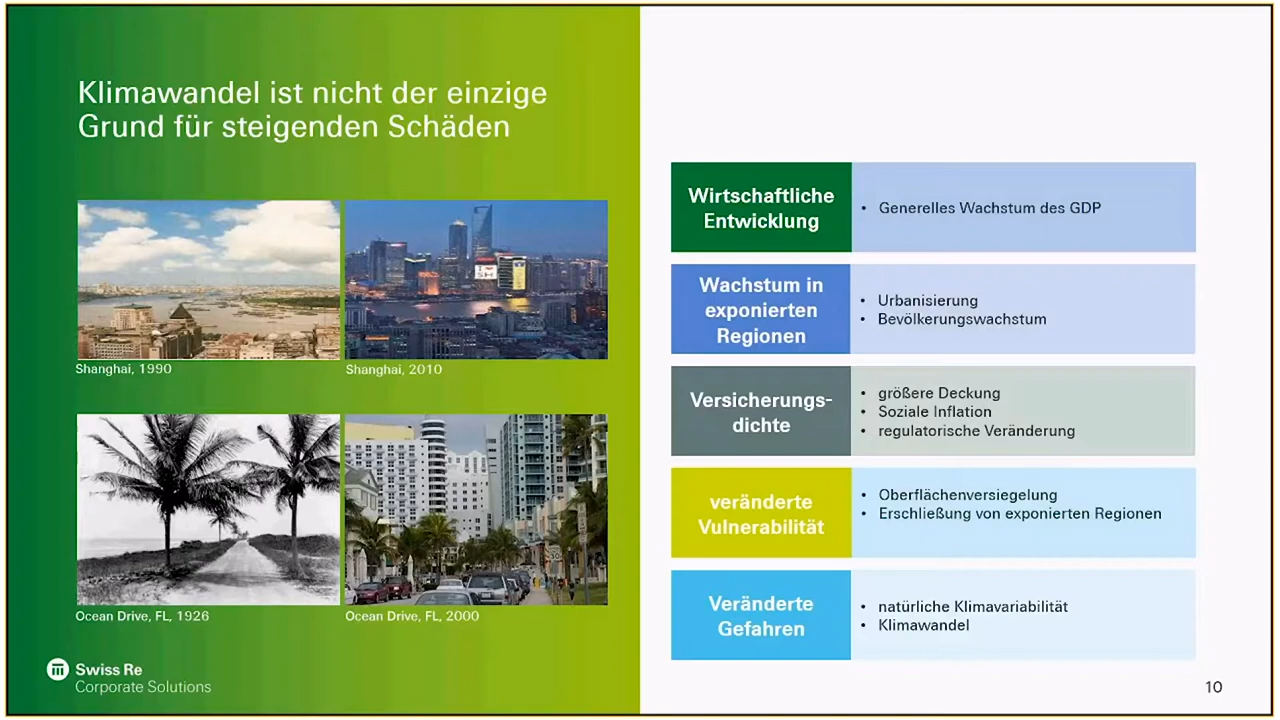 Klimawandel ist nicht der einzige
Grund für steigenden Schäden
Shanghai, 1990
Shanghai, 2010
Ocean Drive, FL, 1926
Ocean Drive, FL, 2000
Swiss Re
Corporate Solutions
Wirtschaftliche
Entwicklung
• Generelles Wachstum des GDP
Wachstum in
exponierten
Regionen
• Urbanisierung
• Bevölkerungswachstum
Versicherungs-
dichte
• größere Deckung
• Soziale Inflation
• regulatorische Veränderung
veränderte
Vulnerabilität
• Oberflächenversiegelung
• Erschließung von exponierten Regionen
Veränderte
Gefahren
• natürliche Klimavariabilität
• Klimawandel
10